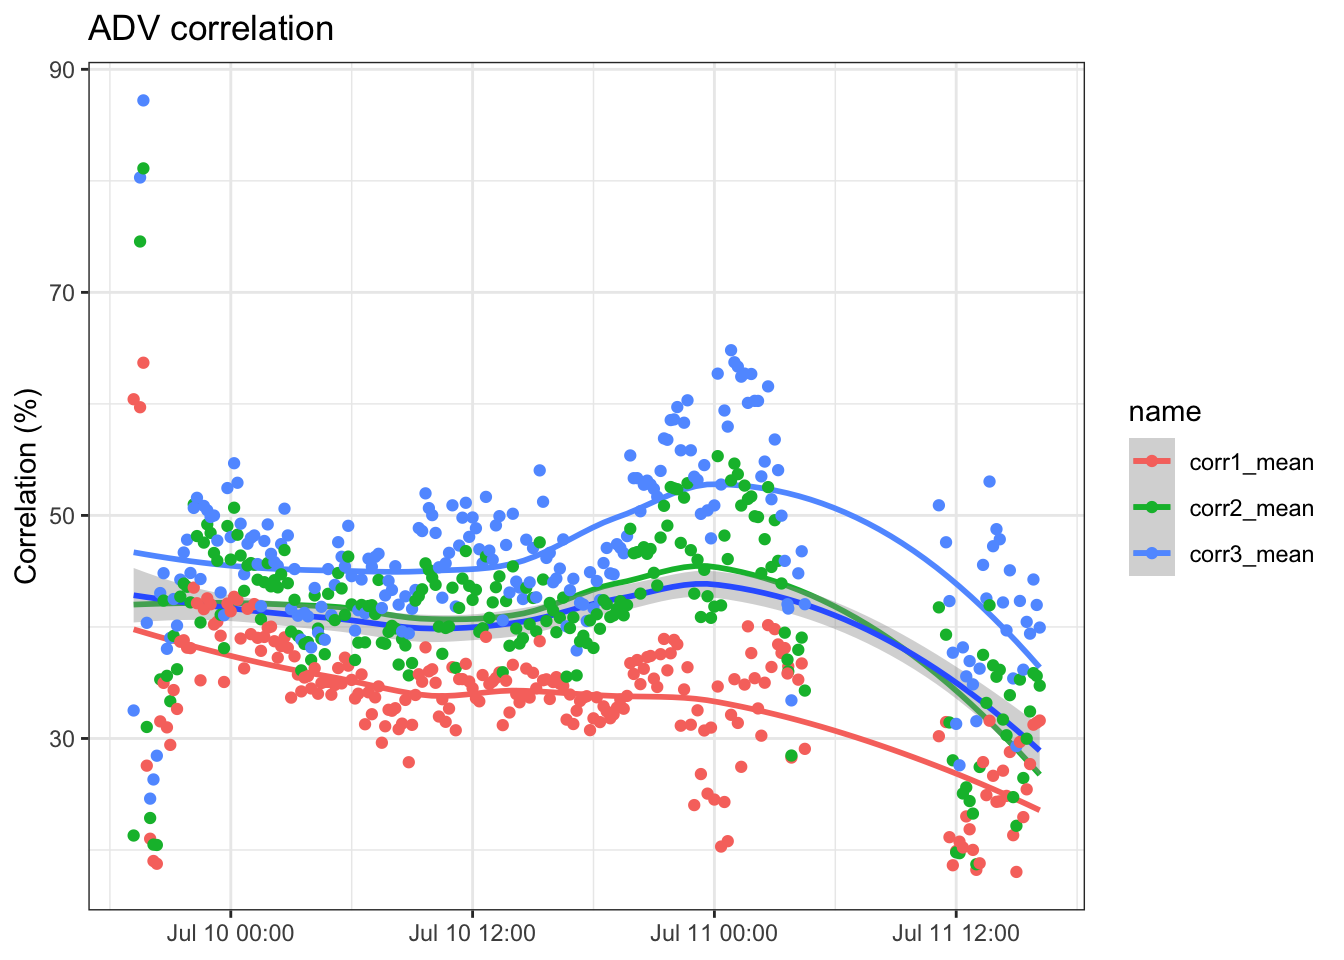 ADV correlation
90
70
50
30
Correlation (%)
Jul 10 00:00
Jul 10 12:00
Jul 11 00:00
Jul 11 12:00
name
corr1_mean
corr2_mean
corr3_mean